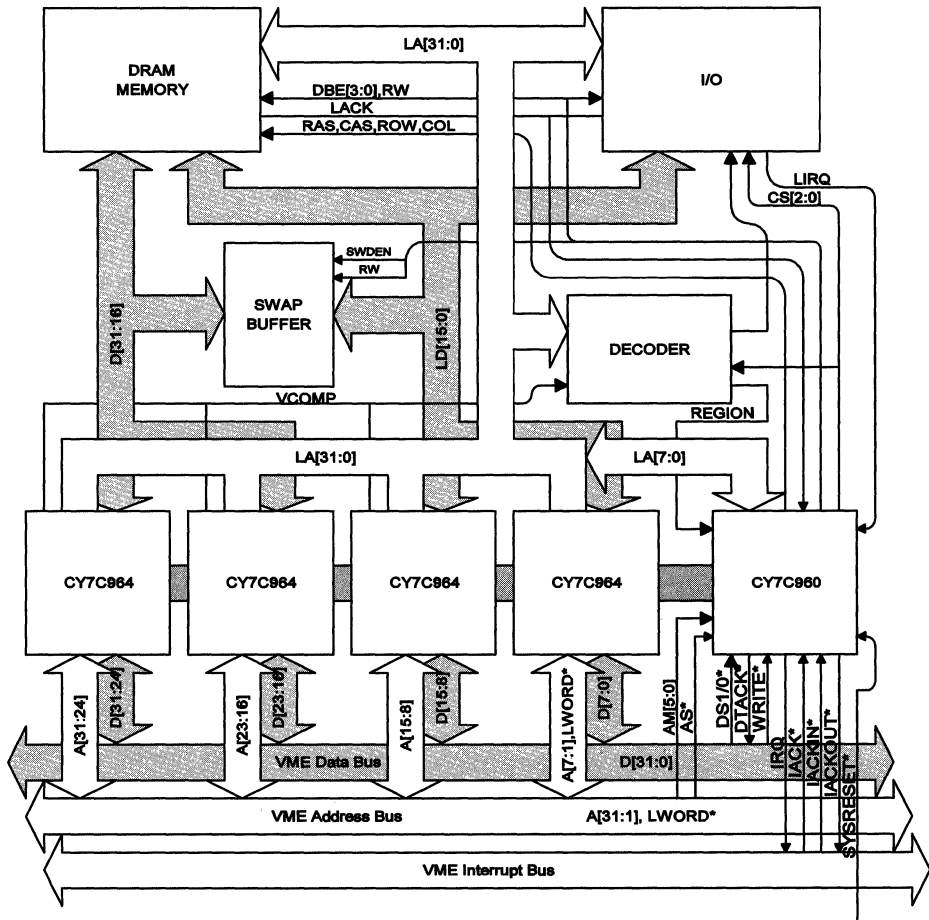 LA[31:0]
DRAM
MEMORY
I/O
DBE[3:0],RW
LACK
RAS,CAS,ROW,COL
LIRQ
CS[2:0]
SWDEN
RW
SWAP
BUFFER
D[31:16]
LD[15:0]
DECODER
VCOMP
REGION
LA[31:0]
LA[7:0]
CY7C964
CY7C964
CY7C964
CY7C964
CY7C960
A[31:24]
D[31:24]
A[23:16]
D[23:16]
A[15:8]
D[15:8]
A[7:1],LWORD*
D[7:0]
AM[5:0]
AS*
DS1/0*
DTACK*
WRITE*
IRQ
IACK*
IACKIN*
IACKOUT*
SYSRESET*
VME Data Bus
D[31:0]
VME Address Bus
A[31:1], LWORD*
VME Interrupt Bus